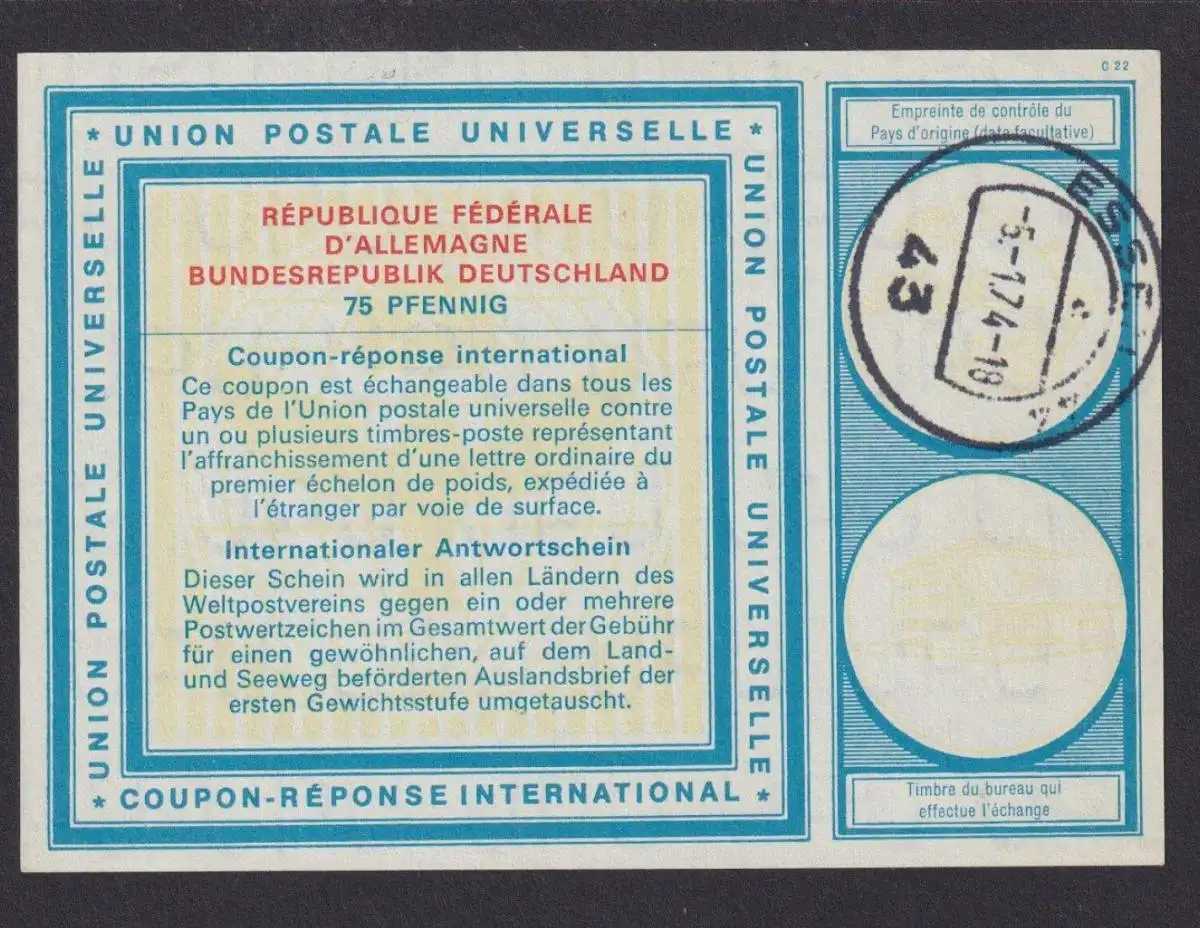 C 22
* UNION POSTALE UNIVERSELLE *
UNION POSTALE UNIVERSELLE
UNION POSTALE UNIVERSELLE
RÉPUBLIQUE FÉDÉRALE
D'ALLEMAGNE
BUNDESREPUBLIK DEUTSCHLAND
75 PFENNIG
Coupon-réponse international
Ce coupon est échangeable dans tous les
Pays de l'Union postale universelle contre
un ou plusieurs timbres-poste représentant
l'affranchissement d'une lettre ordinaire du
premier échelon de poids, expédiée à
l'étranger par voie de surface.
Internationaler Antwortschein
Dieser Schein wird in allen Ländern des
Weltpostvereins gegen ein oder mehrere
Postwertzeichen im Gesamtwert der Gebühr
für einen gewöhnlichen, auf dem Land-
und Seeweg beförderten Auslandsbrief der
ersten Gewichtsstufe umgetauscht.
* COUPON-RÉPONSE INTERNATIONAL *
Empreinte de contrôle du
Pays d'origine (date facultative)
ESSEN
-5.-1.74-18
43
Timbre du bureau qui
effectue l'échange